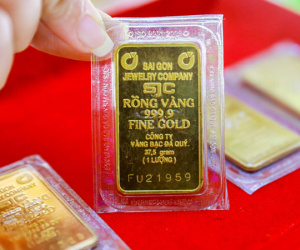 SAI GON
JEWELRY COMPANY
SJC
RỒNG VÀNG
999.9
FINE GOLD
CÔNG TY
VÀNG BẠC ĐÁ QUÝ
37,5 gram
(1 LƯỢNG)
FU21959